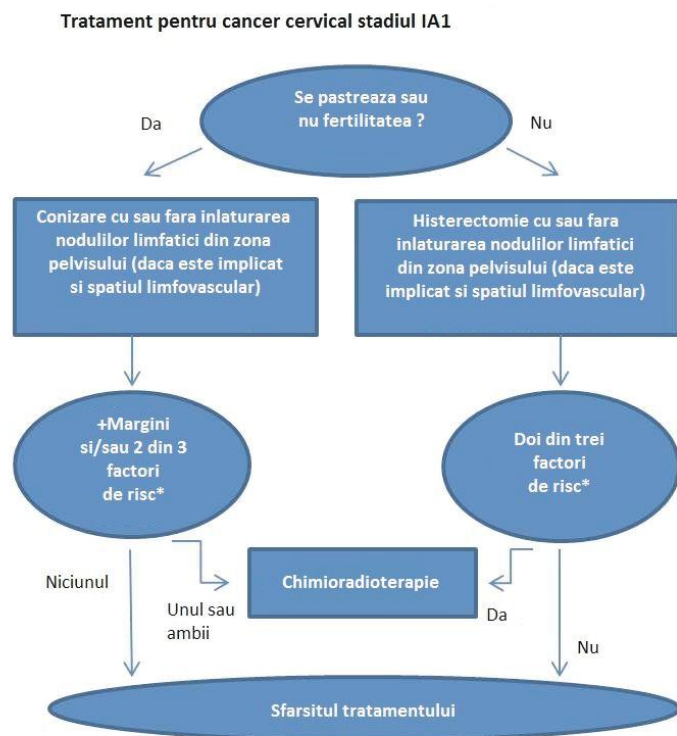 Tratament pentru cancer cervical stadiul IA1
Se pastreaza sau
nu fertilitatea ?
Da
Nu
Conizare cu sau fara inlaturarea
nodulilor limfatici din zona
pelvisului (daca este implicat
si spatiul limfovascular)
Histerectomie cu sau fara
inlaturarea nodulilor limfatici
din zona pelvisului (daca este
implicat si spatiul limfovascular)
+Margini
si/sau 2 din 3
factori
de risc*
Doi din trei
factori
de risc*
Niciunul
Unul sau
ambii
Chimioradioterapie
Da
Nu
Sfarsitul tratamentului